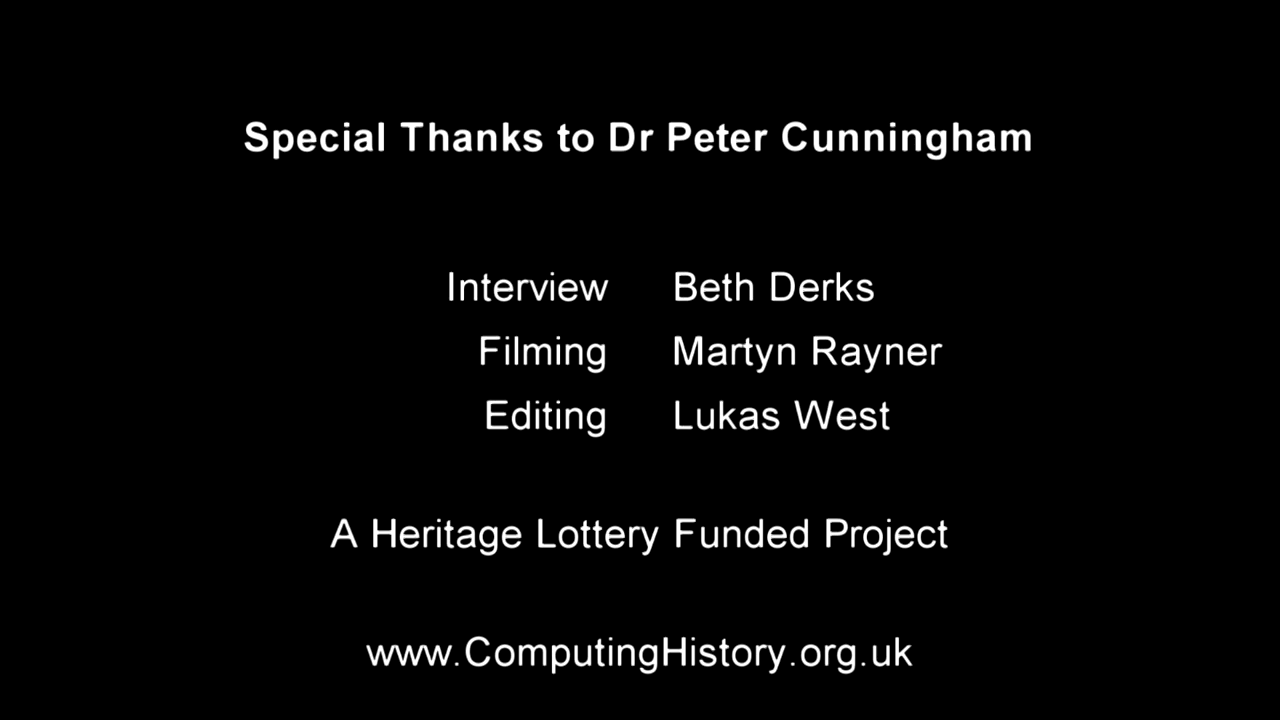 Special Thanks to Dr Peter Cunningham
Interview Beth Derks
Filming Martyn Rayner
Editing Lukas West
A Heritage Lottery Funded Project
www.ComputingHistory.org.uk